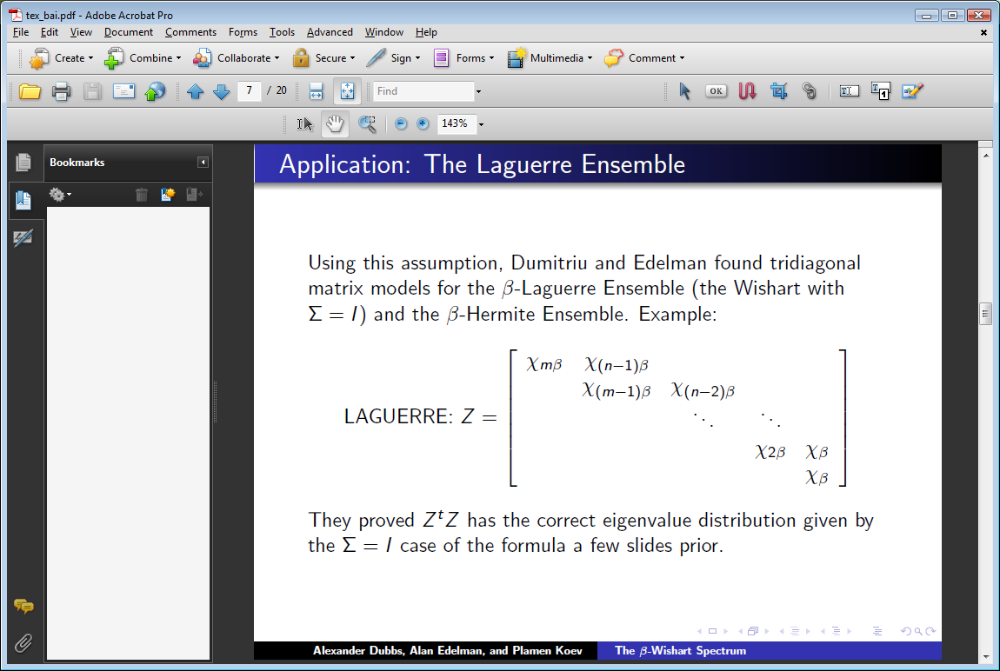 tex_bai.pdf - Adobe Acrobat Pro
File Edit View Document Comments Forms Tools Advanced Window Help
Create Combine Collaborate Secure Sign Forms Multimedia Comment
7 / 20 Find OK
143%
Bookmarks
Application: The Laguerre Ensemble
Using this assumption, Dumitriu and Edelman found tridiagonal
matrix models for the β-Laguerre Ensemble (the Wishart with
Σ = I) and the β-Hermite Ensemble. Example:
χmβ χ(n−1)β
χ(m−1)β χ(n−2)β
LAGUERRE: Z =
⋱ ⋱
χ2β χβ
χβ
They proved ZᵗZ has the correct eigenvalue distribution given by
the Σ = I case of the formula a few slides prior.
Alexander Dubbs, Alan Edelman, and Plamen Koev The β-Wishart Spectrum